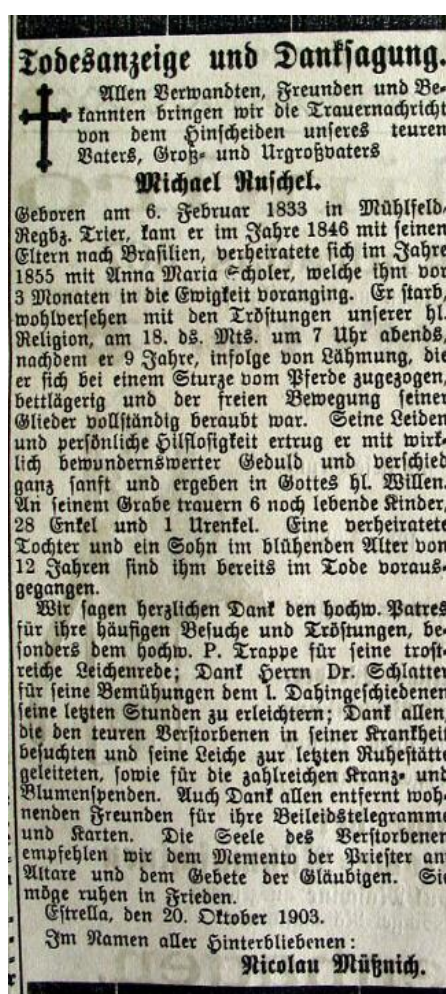 Todesanzeige und Danksagung.
Allen Verwandten, Freunden und Be-
kannten bringen wir die Trauernachricht
von dem Hinscheiden unseres teuren
Vaters, Groß- und Urgroßvaters
Michael Ruschel.
Geboren am 6. Februar 1833 in Mühlfeld,
Regbz. Trier, kam er im Jahre 1846 mit seinen
Eltern nach Brasilien, verheiratete sich im Jahre
1855 mit Anna Maria Scholer, welche ihm vor
3 Monaten in die Ewigkeit voranging. Er starb,
wohlversehen mit den Tröstungen unserer hl.
Religion, am 18. ds. Mts. um 7 Uhr abends,
nachdem er 9 Jahre, infolge von Lähmung, die
er sich bei einem Sturze vom Pferde zugezogen,
bettlägerig und der freien Bewegung seiner
Glieder vollständig beraubt war. Seine Leiden
und persönliche Hilflosigkeit ertrug er mit wirk-
lich bewundernswerter Geduld und verschied
ganz sanft und ergeben in Gottes hl. Willen.
An seinem Grabe trauern 6 noch lebende Kinder,
28 Enkel und 1 Urenkel. Eine verheiratete
Tochter und ein Sohn im blühenden Alter von
12 Jahren sind ihm bereits im Tode voraus-
gegangen.
Wir sagen herzlichen Dank den hochw. Patres
für ihre häufigen Besuche und Tröstungen, be-
sonders dem hochw. P. Trappe für seine trost-
reiche Leichenrede; Dank Herrn Dr. Schlatter
für seine Bemühungen dem l. Dahingeschiedenen
seine letzten Stunden zu erleichtern; Dank allen,
die den teuren Verstorbenen in seiner Krankheit
besuchten und seine Leiche zur letzten Ruhestätte
geleiteten, sowie für die zahlreichen Kranz- und
Blumenspenden. Auch Dank allen entfernt woh-
nenden Freunden für ihre Beileidstelegramme
und Karten. Die Seele des Verstorbenen
empfehlen wir dem Memento der Priester am
Altare und dem Gebete der Gläubigen. Sie
möge ruhen in Frieden.
Estrella, den 20. Oktober 1903.
Im Namen aller Hinterbliebenen:
Nicolau Müßnich.